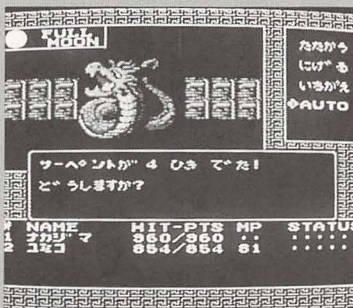 FULL
MOON
たたかう
にげる
いちがえ
AUTO
サーペントが 4 ひき でた!
どうしますか?
NAME HIT-PTS MP STATUS
1 ナカジマ 960/960 ‥ ‥‥‥
2 ユミコ 854/854 81 ‥‥‥